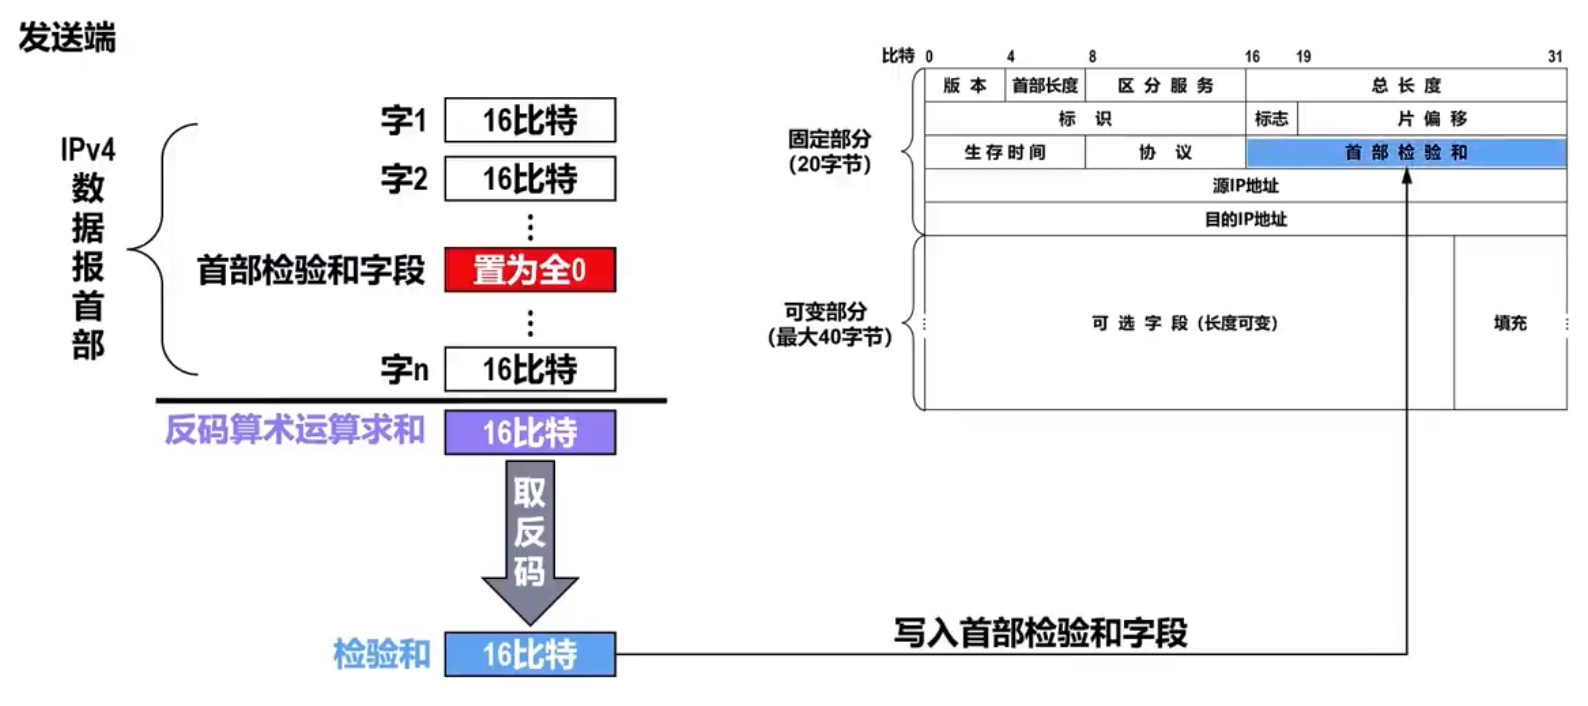 发送端
IPv4
数
据
报
首
部
字1 16比特
字2 16比特
⋮
首部检验和字段 置为全0
⋮
字n 16比特
反码算术运算求和 16比特
取
反
码
检验和 16比特
写入首部检验和字段
比特 0 4 8 16 19 31
固定部分
(20字节)
版 本 首部长度 区 分 服 务 总 长 度
标 识 标志 片 偏 移
生 存 时 间 协 议 首 部 检 验 和
源IP地址
目的IP地址
可变部分
(最大40字节)
可 选 字 段 (长度可变) 填充